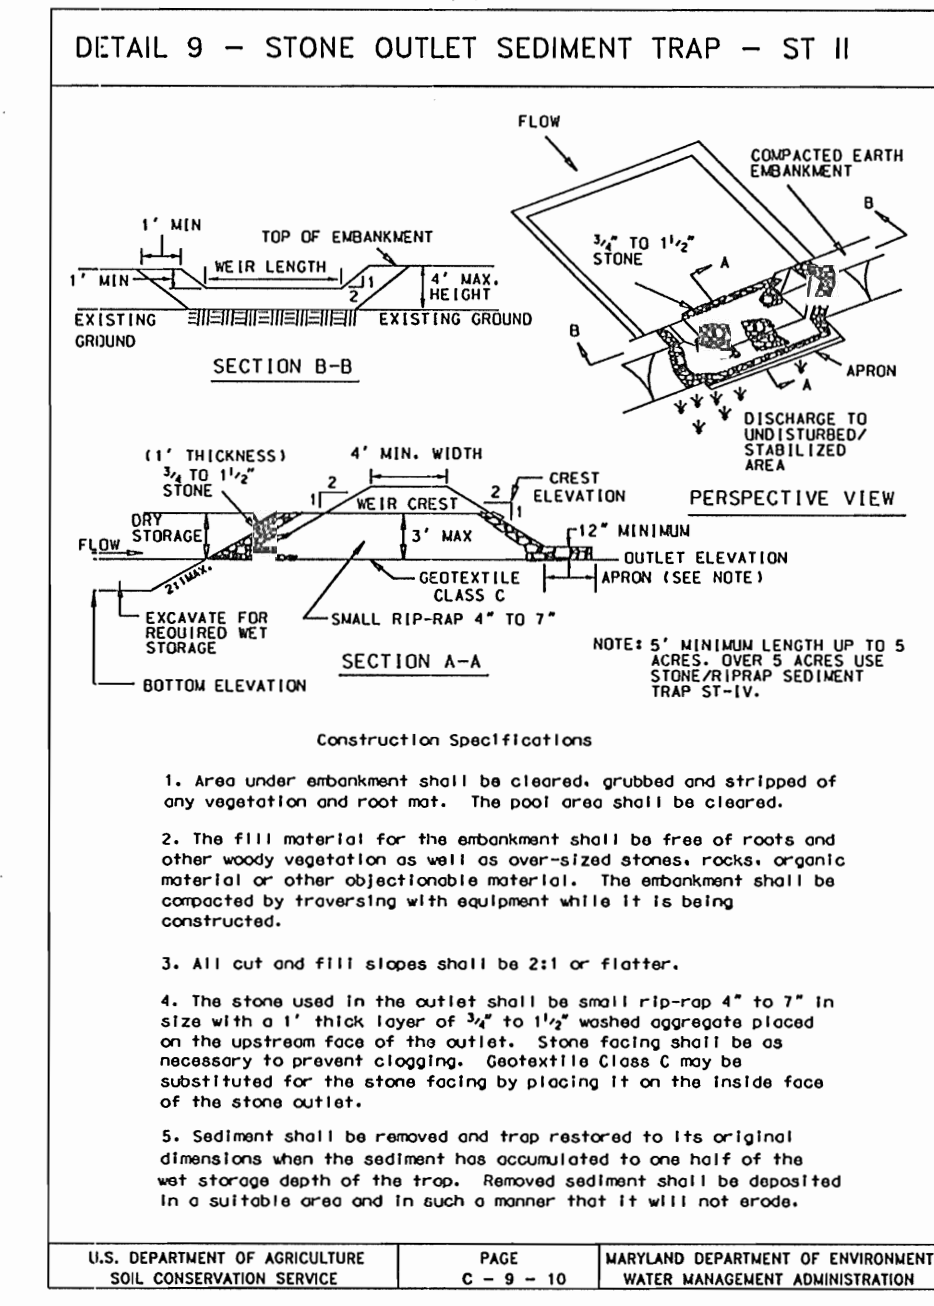 DETAIL 9 - STONE OUTLET SEDIMENT TRAP - ST II
FLOW
COMPACTED EARTH
EMBANKMENT
B
3/4" TO 1 1/2"
STONE
A
B
A
APRON
DISCHARGE TO
UNDISTURBED/
STABILIZED
AREA
PERSPECTIVE VIEW
1' MIN
TOP OF EMBANKMENT
WEIR LENGTH
1' MIN
1
2
4' MAX.
HEIGHT
EXISTING
GROUND
EXISTING GROUND
SECTION B-B
(1' THICKNESS)
3/4 TO 1 1/2"
STONE
4' MIN. WIDTH
2
1
WEIR CREST
2
1
CREST
ELEVATION
DRY
STORAGE
FLOW
3' MAX
12" MINIMUM
OUTLET ELEVATION
APRON (SEE NOTE)
2:1 MAX.
GEOTEXTILE
CLASS C
SMALL RIP-RAP 4" TO 7"
EXCAVATE FOR
REQUIRED WET
STORAGE
BOTTOM ELEVATION
SECTION A-A
NOTE: 5' MINIMUM LENGTH UP TO 5
ACRES. OVER 5 ACRES USE
STONE/RIPRAP SEDIMENT
TRAP ST-IV.
Construction Specifications
1. Area under embankment shall be cleared, grubbed and stripped of
any vegetation and root mat. The pool area shall be cleared.
2. The fill material for the embankment shall be free of roots and
other woody vegetation as well as over-sized stones, rocks, organic
material or other objectionable material. The embankment shall be
compacted by traversing with equipment while it is being
constructed.
3. All cut and fill slopes shall be 2:1 or flatter.
4. The stone used in the outlet shall be small rip-rap 4" to 7" in
size with a 1' thick layer of 3/4" to 1 1/2" washed aggregate placed
on the upstream face of the outlet. Stone facing shall be as
necessary to prevent clogging. Geotextile Class C may be
substituted for the stone facing by placing it on the inside face
of the stone outlet.
5. Sediment shall be removed and trap restored to its original
dimensions when the sediment has accumulated to one half of the
wet storage depth of the trap. Removed sediment shall be deposited
in a suitable area and in such a manner that it will not erode.
U.S. DEPARTMENT OF AGRICULTURE
SOIL CONSERVATION SERVICE
PAGE
C - 9 - 10
MARYLAND DEPARTMENT OF ENVIRONMENT
WATER MANAGEMENT ADMINISTRATION